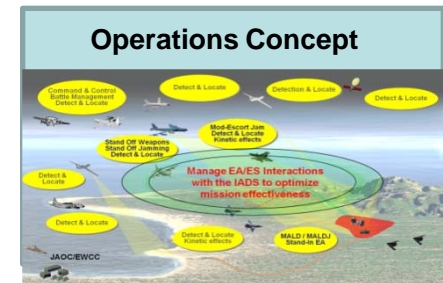 Operations Concept
Command & Control
Battle Management
Detect & Locate
Detect & Locate
Detection & Locate
Detect & Locate
Mod-Escort Jam
Detect & Locate
Kinetic effects
Stand Off Weapons
Stand Off Jamming
Detect & Locate
Manage EA/ES Interactions
with the IADS to optimize
mission effectiveness
Detect &
Locate
Detect & Locate
Detect & Locate
Kinetic effects
MALD / MALDJ
Stand-In EA
JAOC/EWCC